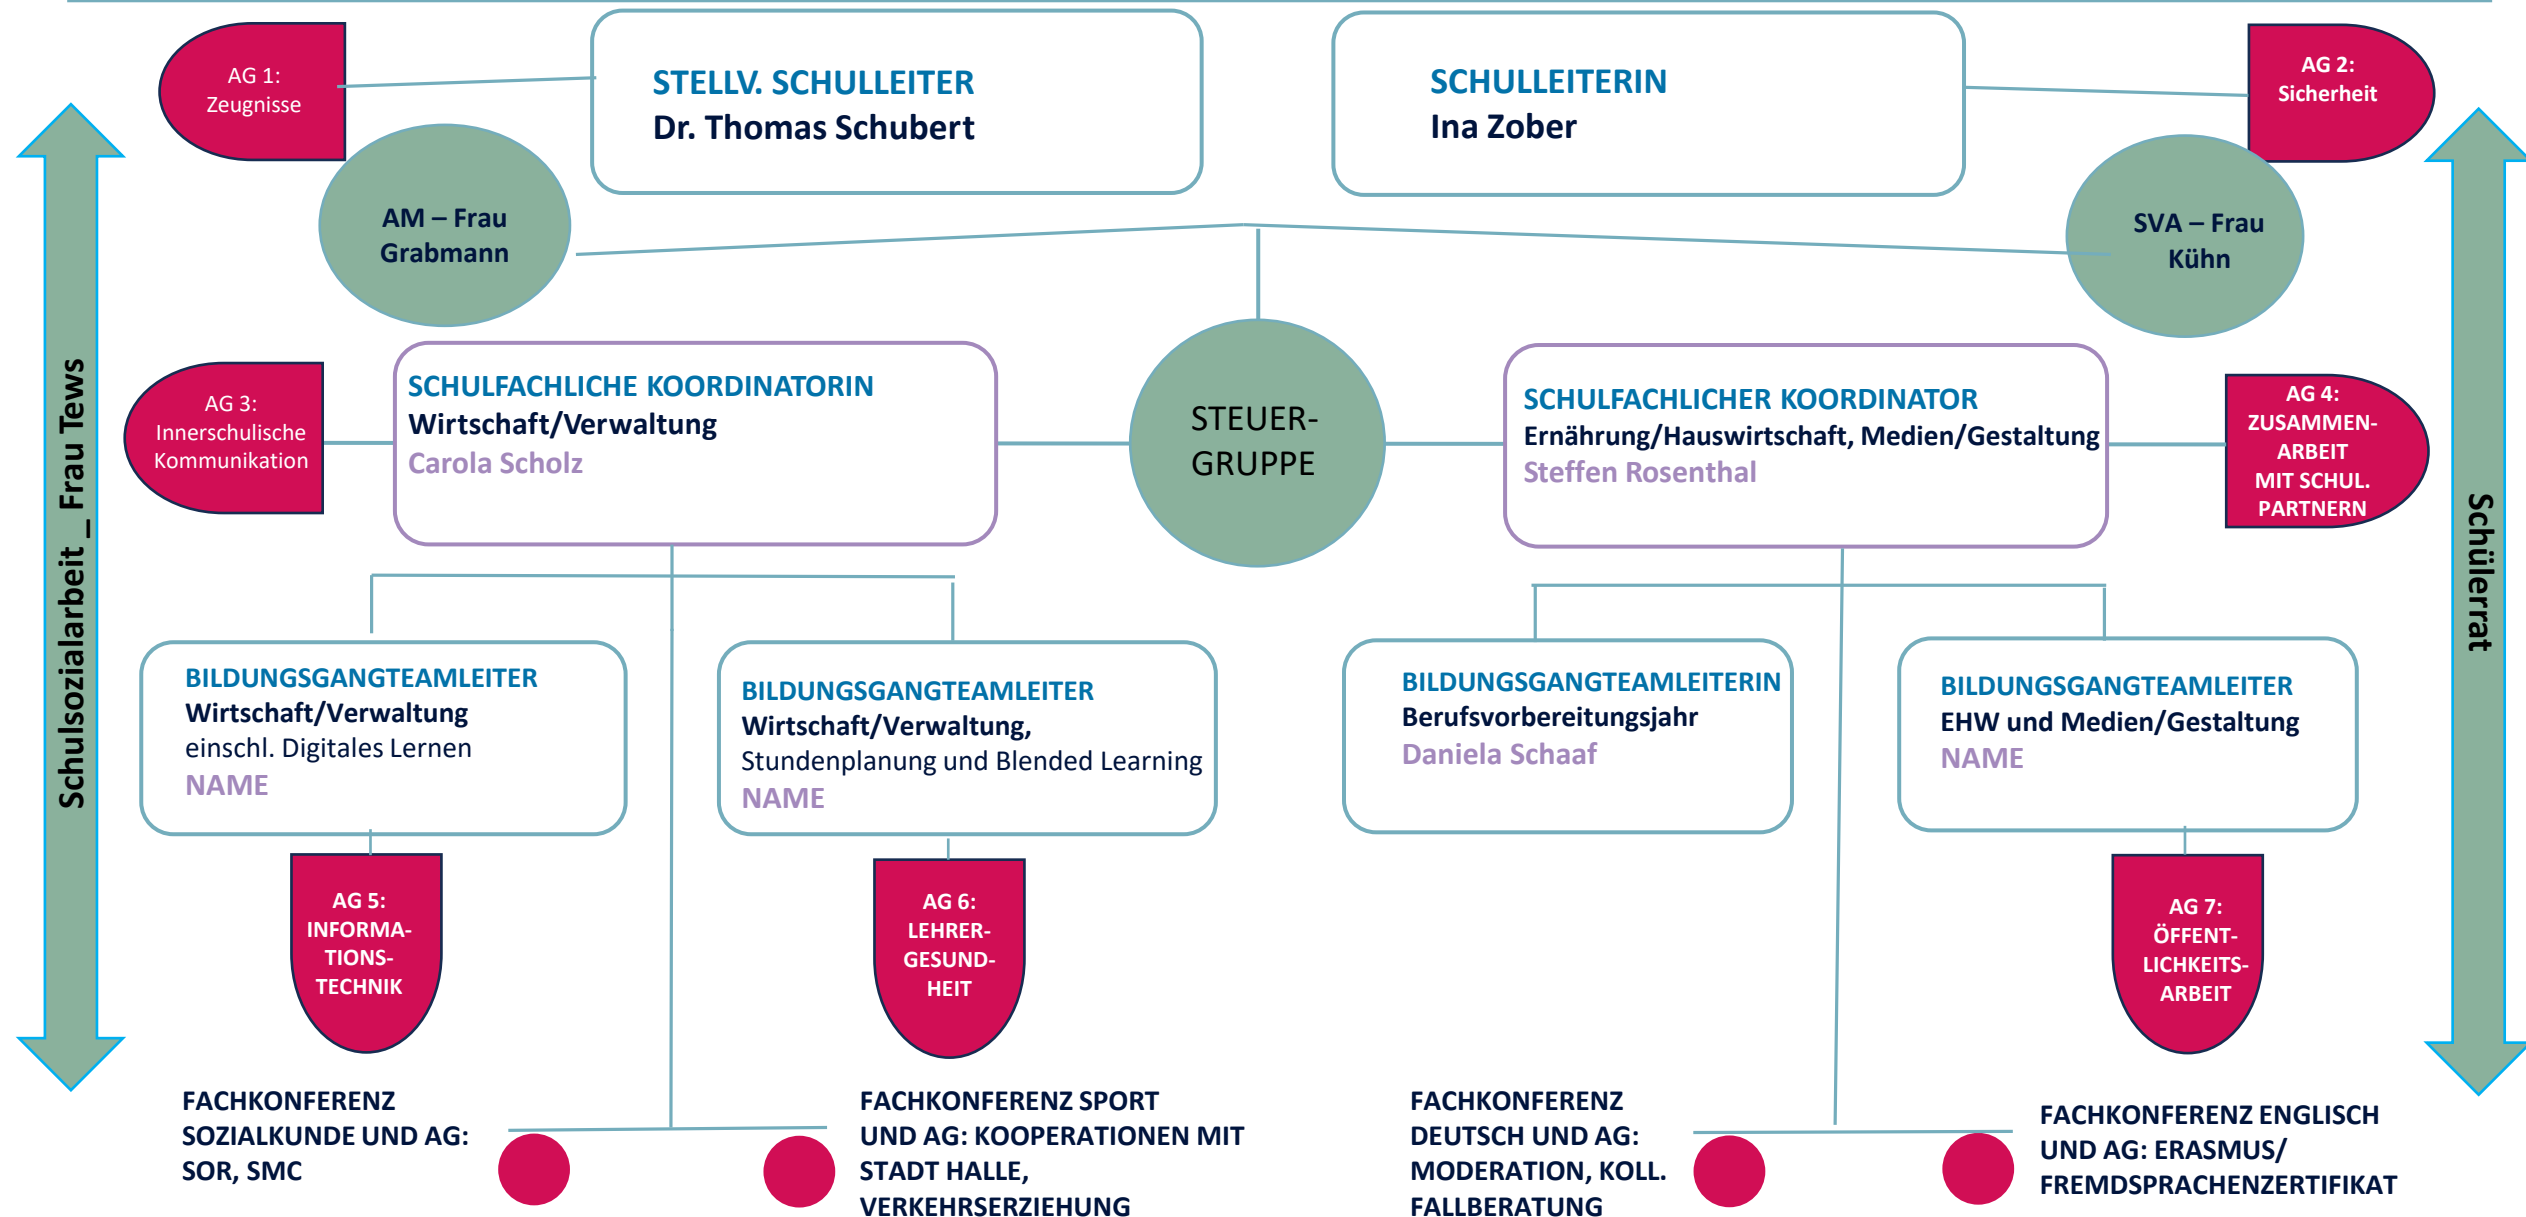 AG 1:
Zeugnisse
STELLV. SCHULLEITER
Dr. Thomas Schubert
SCHULLEITERIN
Ina Zober
AG 2:
Sicherheit
AM – Frau
Grabmann
SVA – Frau
Kühn
Schulsozialarbeit _ Frau Tews
AG 3:
Innerschulische
Kommunikation
SCHULFACHLICHE KOORDINATORIN
Wirtschaft/Verwaltung
Carola Scholz
STEUER-
GRUPPE
SCHULFACHLICHER KOORDINATOR
Ernährung/Hauswirtschaft, Medien/Gestaltung
Steffen Rosenthal
AG 4:
ZUSAMMEN-
ARBEIT
MIT SCHUL.
PARTNERN
Schülerrat
BILDUNGSGANGTEAMLEITER
Wirtschaft/Verwaltung
einschl. Digitales Lernen
NAME
BILDUNGSGANGTEAMLEITER
Wirtschaft/Verwaltung,
Stundenplanung und Blended Learning
NAME
BILDUNGSGANGTEAMLEITERIN
Berufsvorbereitungsjahr
Daniela Schaaf
BILDUNGSGANGTEAMLEITER
EHW und Medien/Gestaltung
NAME
AG 5:
INFORMA-
TIONS-
TECHNIK
AG 6:
LEHRER-
GESUND-
HEIT
AG 7:
ÖFFENT-
LICHKEITS-
ARBEIT
FACHKONFERENZ
SOZIALKUNDE UND AG:
SOR, SMC
FACHKONFERENZ SPORT
UND AG: KOOPERATIONEN MIT
STADT HALLE,
VERKEHRSERZIEHUNG
FACHKONFERENZ
DEUTSCH UND AG:
MODERATION, KOLL.
FALLBERATUNG
FACHKONFERENZ ENGLISCH
UND AG: ERASMUS/
FREMDSPRACHENZERTIFIKAT